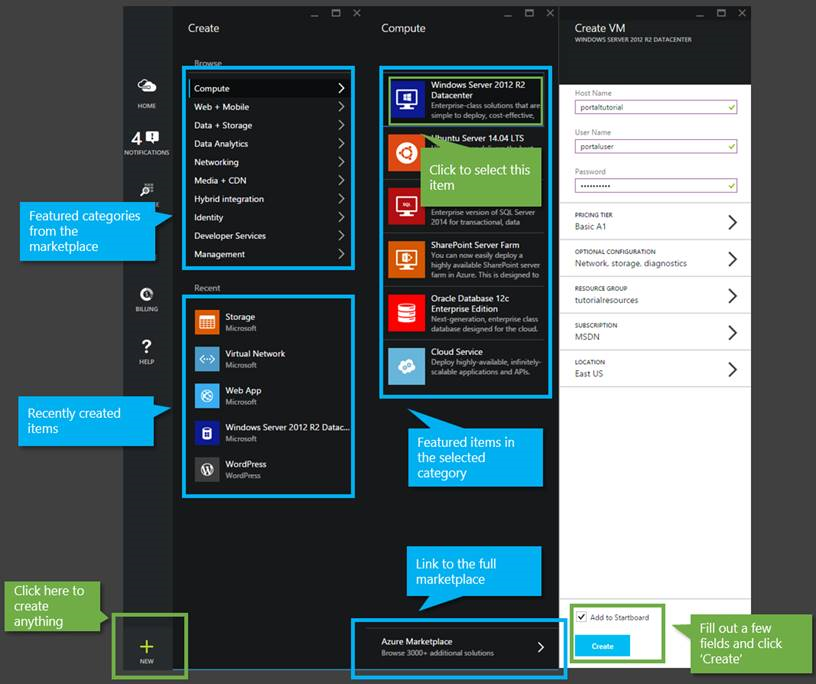 HOME
4
NOTIFICATIONS
BILLING
?
HELP
NEW
Create
Browse
Compute
Web + Mobile
Data + Storage
Data Analytics
Networking
Media + CDN
Hybrid integration
Identity
Developer Services
Management
Recent
Storage
Microsoft
Virtual Network
Microsoft
Web App
Microsoft
Windows Server 2012 R2 Datac...
Microsoft
WordPress
WordPress
Compute
Windows Server 2012 R2
Datacenter
Enterprise-class solutions that are
simple to deploy, cost-effective,
Ubuntu Server 14.04 LTS
SQL
Enterprise version of SQL Server
2014 for transactional, data
SharePoint Server Farm
You can now easily deploy a
highly available SharePoint server
farm in Azure. This is designed to
Oracle Database 12c
Enterprise Edition
Next-generation, enterprise class
database designed for the cloud.
Cloud Service
Deploy highly-available, infinitely-
scalable applications and APIs.
Azure Marketplace
Browse 3000+ additional solutions
Create VM
WINDOWS SERVER 2012 R2 DATACENTER
Host Name
portaltutorial
User Name
portaluser
Password
••••••••••
PRICING TIER
Basic A1
OPTIONAL CONFIGURATION
Network, storage, diagnostics
RESOURCE GROUP
tutorialresources
SUBSCRIPTION
MSDN
LOCATION
East US
Add to Startboard
Create
Featured categories
from the
marketplace
Recently created
items
Click here to
create
anything
Click to select this
item
Featured items in
the selected
category
Link to the full
marketplace
Fill out a few
fields and click
'Create'